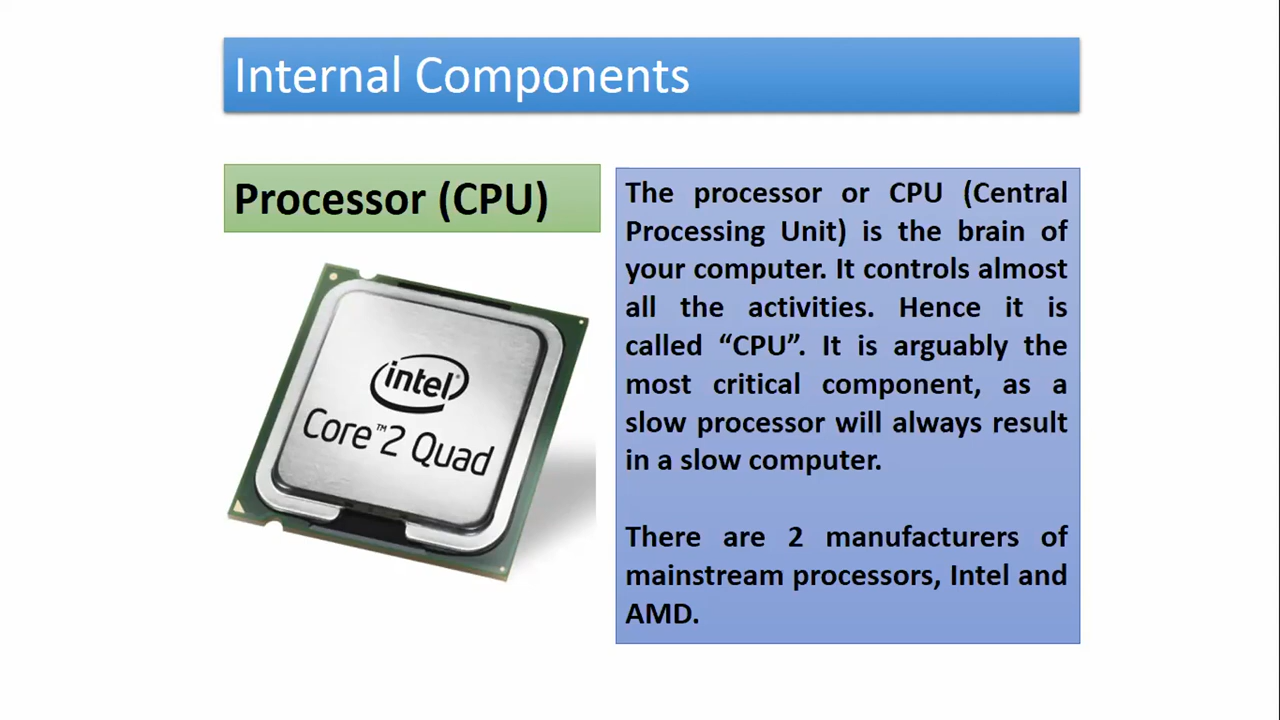 Internal Components
Processor (CPU)
intel®
Core™2 Quad
The processor or CPU (Central
Processing Unit) is the brain of
your computer. It controls almost
all the activities. Hence it is
called “CPU”. It is arguably the
most critical component, as a
slow processor will always result
in a slow computer.
There are 2 manufacturers of
mainstream processors, Intel and
AMD.